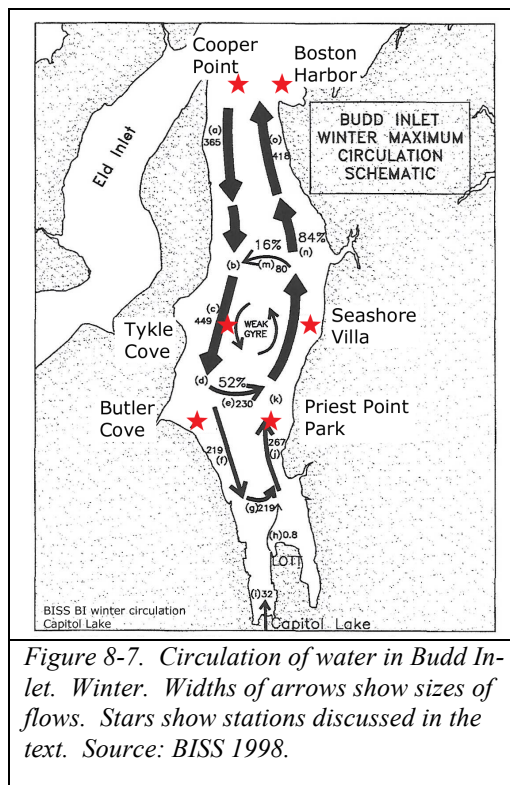 Cooper Point
Boston Harbor
BUDD INLET
WINTER MAXIMUM
CIRCULATION
SCHEMATIC
Eld Inlet
(a)
365
(o)
418
84%
(n)
16%
(m) 80
(b)
(c)
449
WEAK
GYRE
Tykle
Cove
Seashore
Villa
(d)
52%
(e) 230
(k)
Butler
Cove
Priest Point
Park
219
(f)
267
(j)
(g) 219
(h) 0.8
LOTT
(i) 32
BISS BI winter circulation
Capitol Lake
Capitol Lake
Figure 8-7. Circulation of water in Budd In-
let. Winter. Widths of arrows show sizes of
flows. Stars show stations discussed in the
text. Source: BISS 1998.